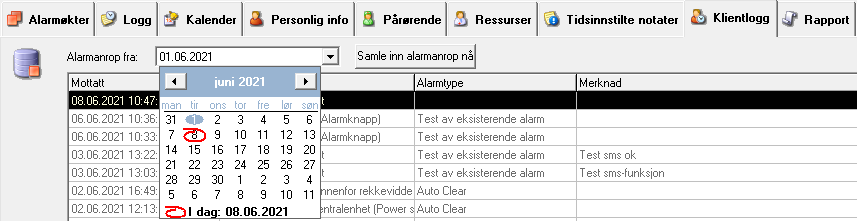 Alarmøkter Logg Kalender Personlig info Pårørende Ressurser Tidsinnstilte notater Klientlogg Rapport
Alarmanrop fra: 01.06.2021 Samle inn alarmanrop nå
Mottatt Alarmtype Merknad
juni 2021
man tir ons tor fre lør søn
31 1 2 3 4 5 6
7 8 9 10 11 12 13
14 15 16 17 18 19 20
21 22 23 24 25 26 27
28 29 30 1 2 3 4
5 6 7 8 9 10 11
I dag: 08.06.2021
08.06.2021 10:47: t
06.06.2021 10:36: Alarmknapp) Test av eksisterende alarm
06.06.2021 10:33: Alarmknapp) Test av eksisterende alarm
03.06.2021 13:22: t Test av eksisterende alarm Test sms ok
03.06.2021 13:03: t Test av eksisterende alarm Test sms-funksjon
02.06.2021 16:49: nnenfor rekkevidde Auto Clear
02.06.2021 12:13: entralenhet (Power s Auto Clear